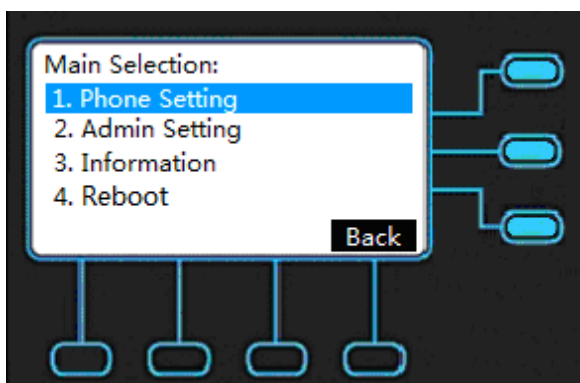 Main Selection:
1. Phone Setting
2. Admin Setting
3. Information
4. Reboot
Back